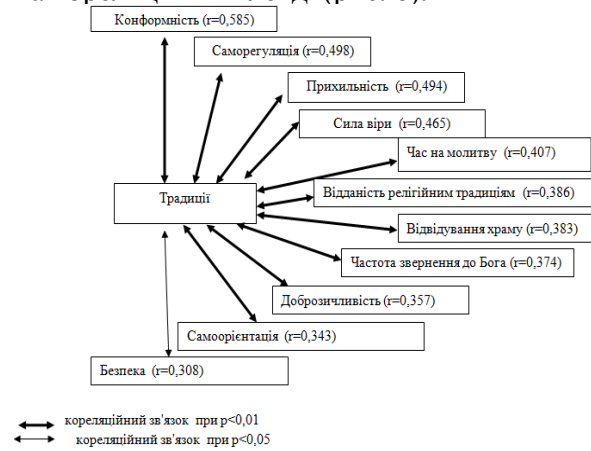 Конформність (r=0,585)
Саморегуляція (r=0,498)
Прихильність (r=0,494)
Сила віри (r=0,465)
Час на молитву (r=0,407)
Традиції
Відданість релігійним традиціям (r=0,386)
Відвідування храму (r=0,383)
Частота звернення до Бога (r=0,374)
Доброзичливість (r=0,357)
Самоорієнтація (r=0,343)
Безпека (r=0,308)
кореляційний зв'язок при p<0,01
кореляційний зв'язок при p<0,05